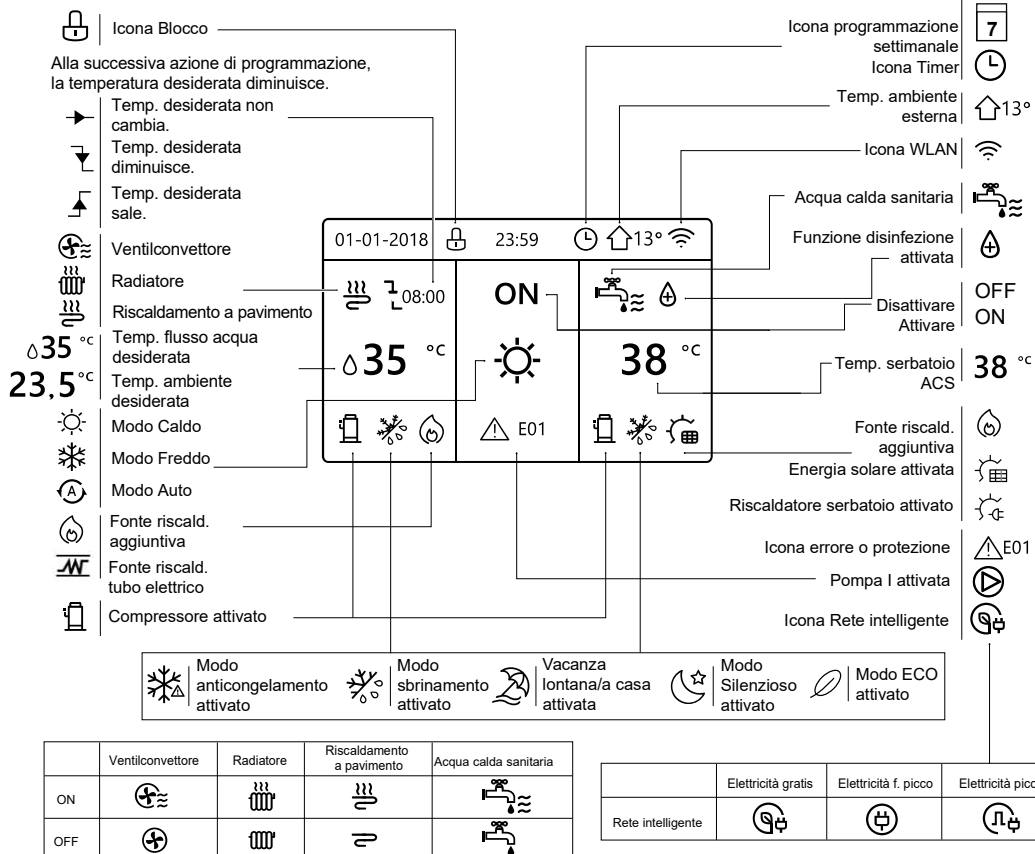 Icona Blocco
Alla successiva azione di programmazione,
la temperatura desiderata diminuisce.
Temp. desiderata non
cambia.
Temp. desiderata
diminuisce.
Temp. desiderata
sale.
Ventilconvettore
Radiatore
Riscaldamento a pavimento
35 °C
Temp. flusso acqua
desiderata
23,5°C
Temp. ambiente
desiderata
Modo Caldo
Modo Freddo
A
Modo Auto
Fonte riscald.
aggiuntiva
Fonte riscald.
tubo elettrico
Compressore attivato
01-01-2018 23:59 13°
08:00
ON
35 °C
38 °C
E01
Icona programmazione
settimanale
7
Icona Timer
Temp. ambiente
esterna
13°
Icona WLAN
Acqua calda sanitaria
Funzione disinfezione
attivata
Disattivare
OFF
Attivare
ON
Temp. serbatoio
ACS
38 °C
Fonte riscald.
aggiuntiva
Energia solare attivata
Riscaldatore serbatoio attivato
Icona errore o protezione
E01
Pompa I attivata
Icona Rete intelligente
Modo
anticongelamento
attivato
Modo
sbrinamento
attivato
Vacanza
lontana/a casa
attivata
Modo
Silenzioso
attivato
Modo ECO
attivato
Ventilconvettore
Radiatore
Riscaldamento
a pavimento
Acqua calda sanitaria
ON
OFF
Elettricità gratis
Elettricità f. picco
Elettricità picc
Rete intelligente